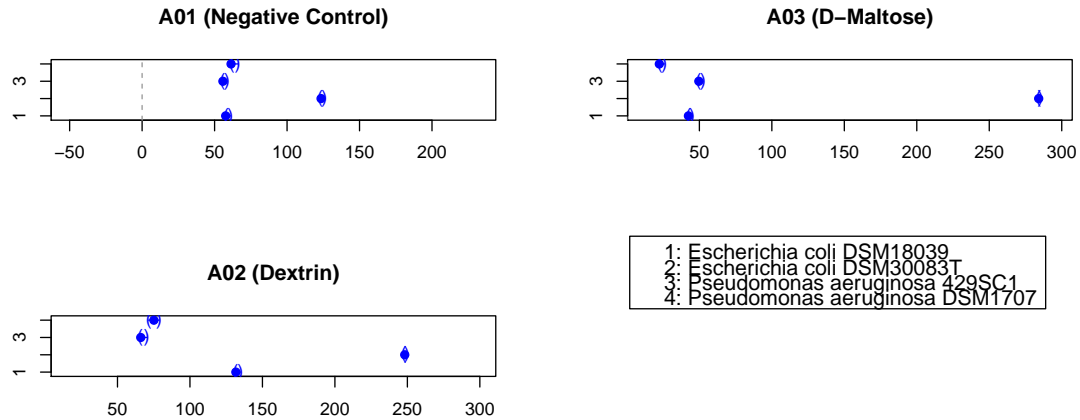 A01 (Negative Control)
3
1
−50 0 50 100 150 200
A03 (D−Maltose)
3
1
50 100 150 200 250 300
A02 (Dextrin)
3
1
50 100 150 200 250 300
1: Escherichia coli DSM18039
2: Escherichia coli DSM30083T
3: Pseudomonas aeruginosa 429SC1
4: Pseudomonas aeruginosa DSM1707